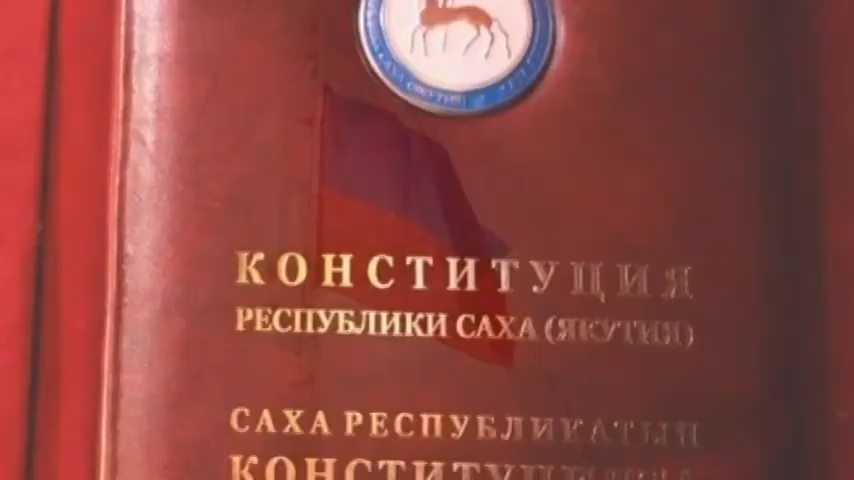 КОНСТИТУЦИЯ
РЕСПУБЛИКИ САХА (ЯКУТИЯ)
САХА РЕСПУБЛИКАТЫН